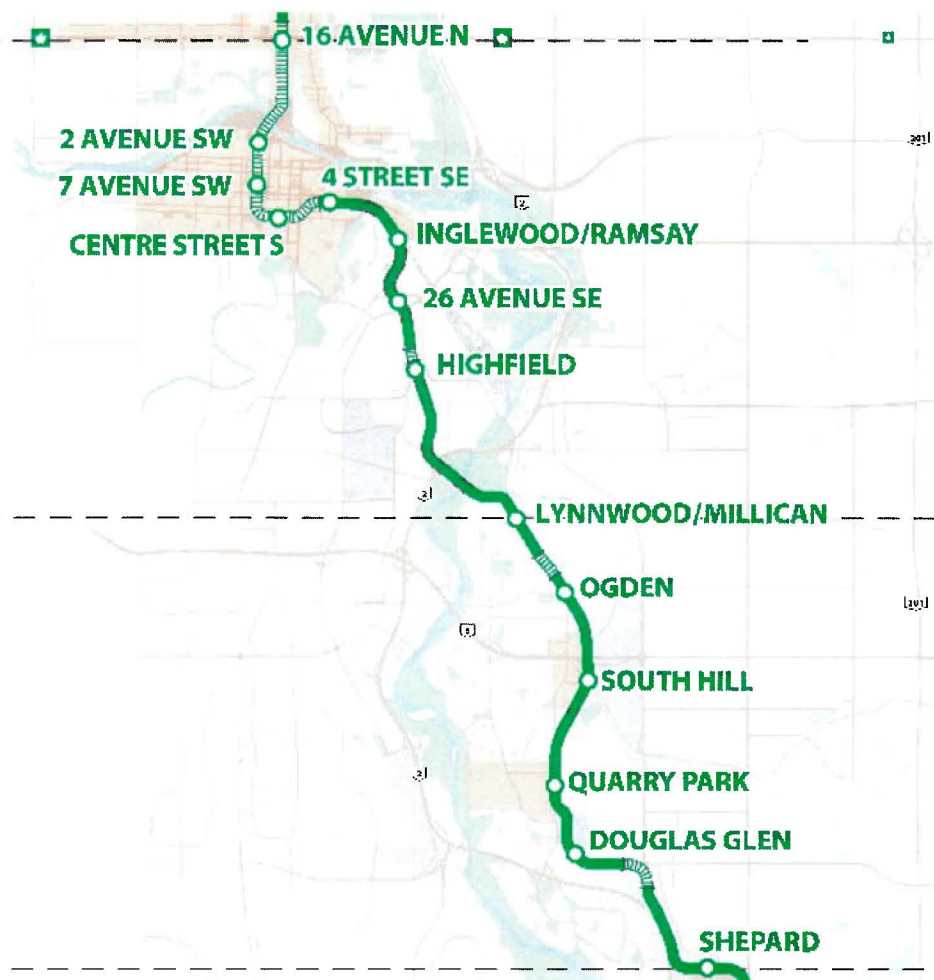 16 AVENUE N
2 AVENUE SW
7 AVENUE SW
4 STREET SE
CENTRE STREET S
INGLEWOOD/RAMSAY
26 AVENUE SE
HIGHFIELD
LYNNWOOD/MILLICAN
OGDEN
SOUTH HILL
QUARRY PARK
DOUGLAS GLEN
SHEPARD